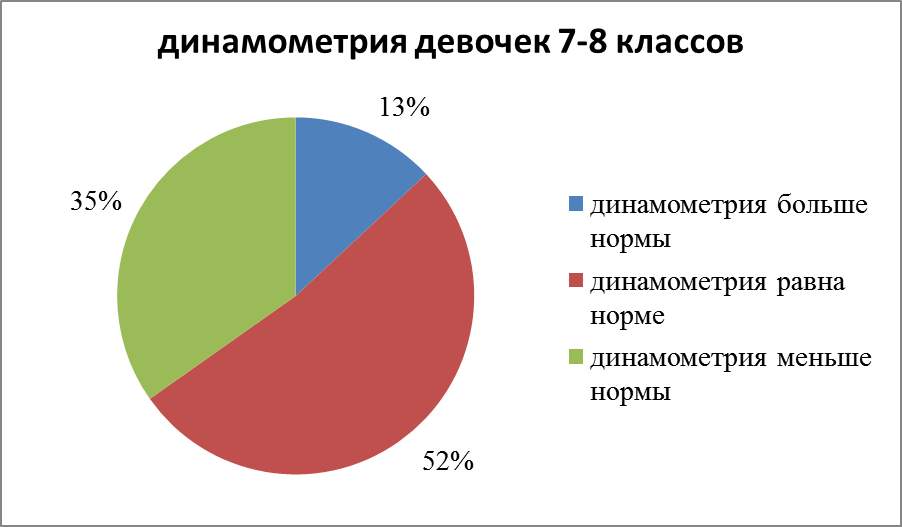 динамометрия девочек 7-8 классов
13%
35%
52%
динамометрия больше
нормы
динамометрия равна
норме
динамометрия меньше
нормы